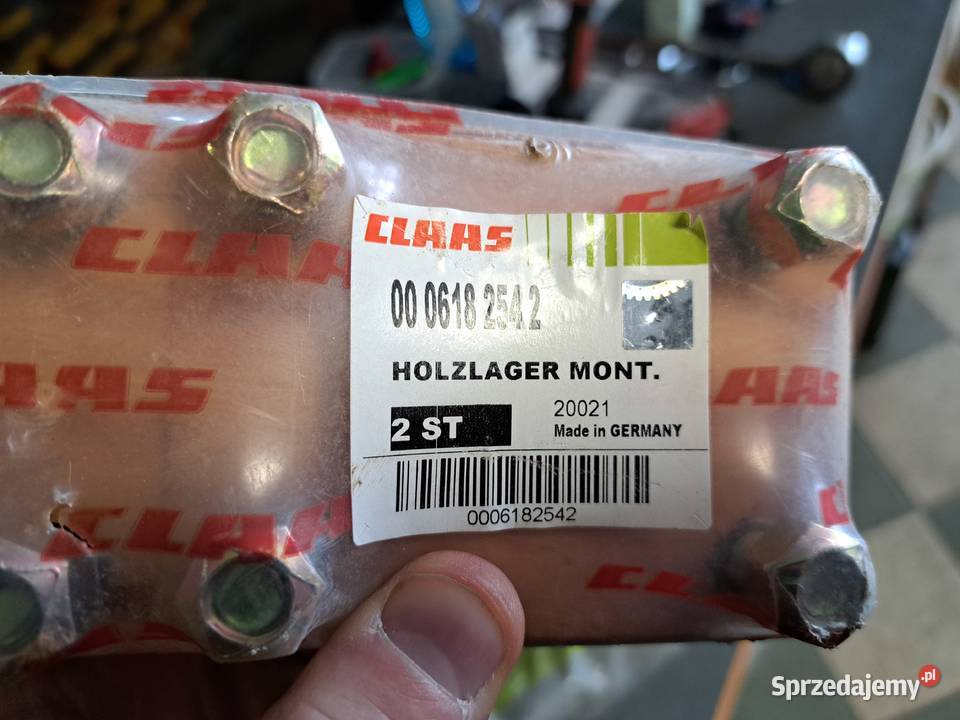 CLAAS
CLAAS
CLAAS
00 0618 254 2
HOLZLAGER MONT.
2 ST
20021
Made in GERMANY
0006182542
CLAAS
CLAAS
Sprzedajemy.pl